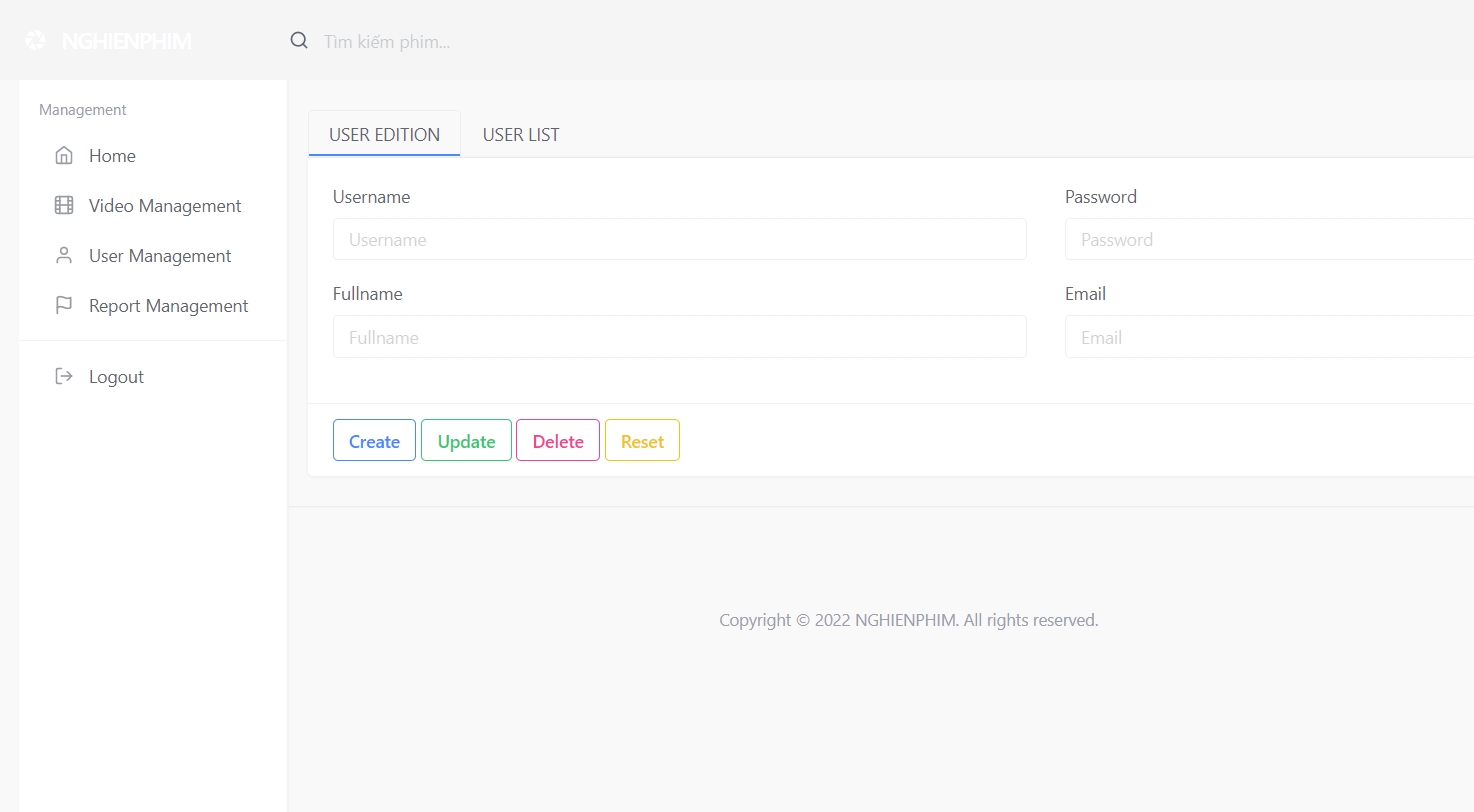 NGHIENPHIM
Tìm kiếm phim...
Management
Home
Video Management
User Management
Report Management
Logout
USER EDITION
USER LIST
Username
Password
Username
Password
Fullname
Email
Fullname
Email
Create
Update
Delete
Reset
Copyright © 2022 NGHIENPHIM. All rights reserved.